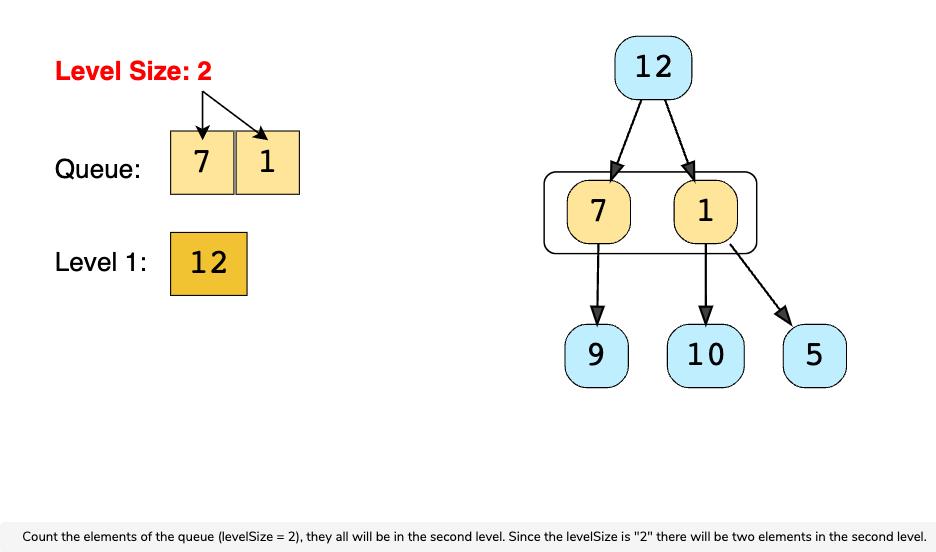 Level Size: 2
Queue: 7 1
Level 1: 12
12
7 1
9 10 5
Count the elements of the queue (levelSize = 2), they all will be in the second level. Since the levelSize is "2" there will be two elements in the second level.